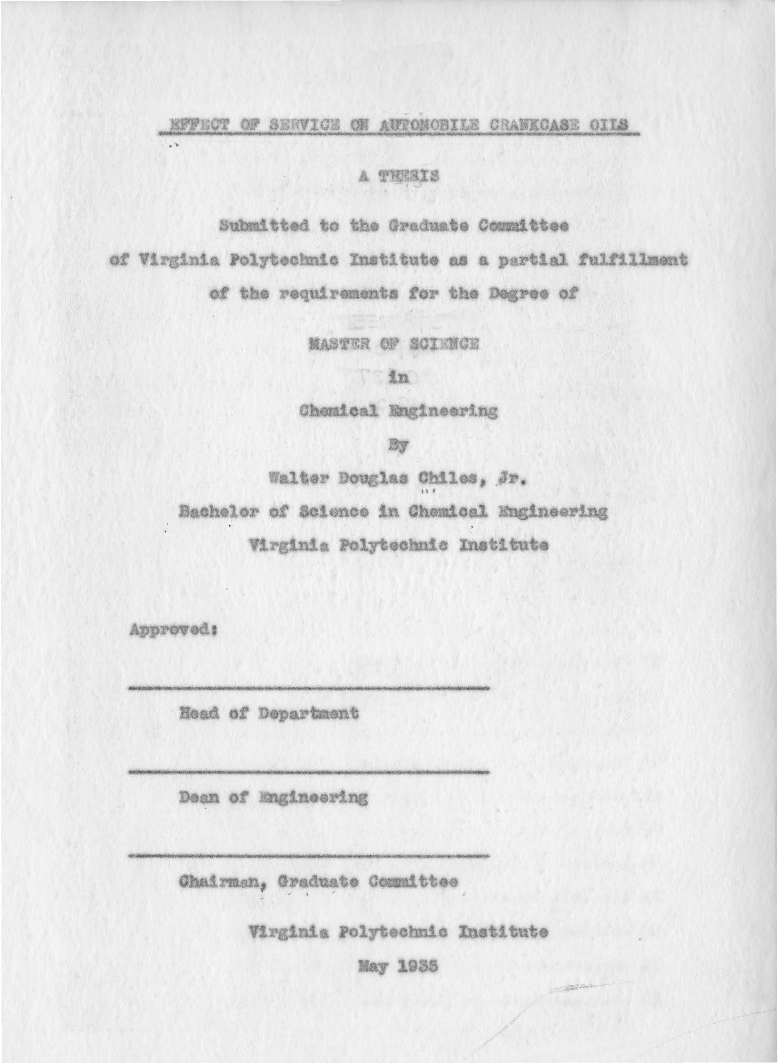 EFFECT OF SERVICE ON AUTOMOBILE CRANKCASE OILS
A THESIS
Submitted to the Graduate Committee
of Virginia Polytechnic Institute as a partial fulfillment
of the requirements for the Degree of
MASTER OF SCIENCE
in
Chemical Engineering
By
Walter Douglas Chiles, Jr.
Bachelor of Science in Chemical Engineering
Virginia Polytechnic Institute
Approved:
Head of Department
Dean of Engineering
Chairman, Graduate Committee
Virginia Polytechnic Institute
May 1935